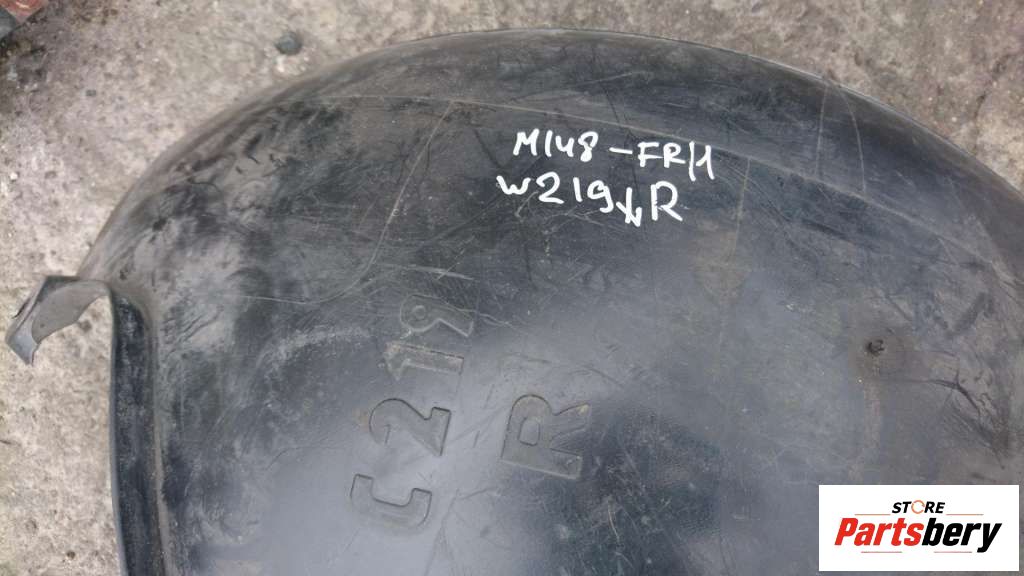 M148-FR/1
W219 R
C219
R
STORE
Partsbery